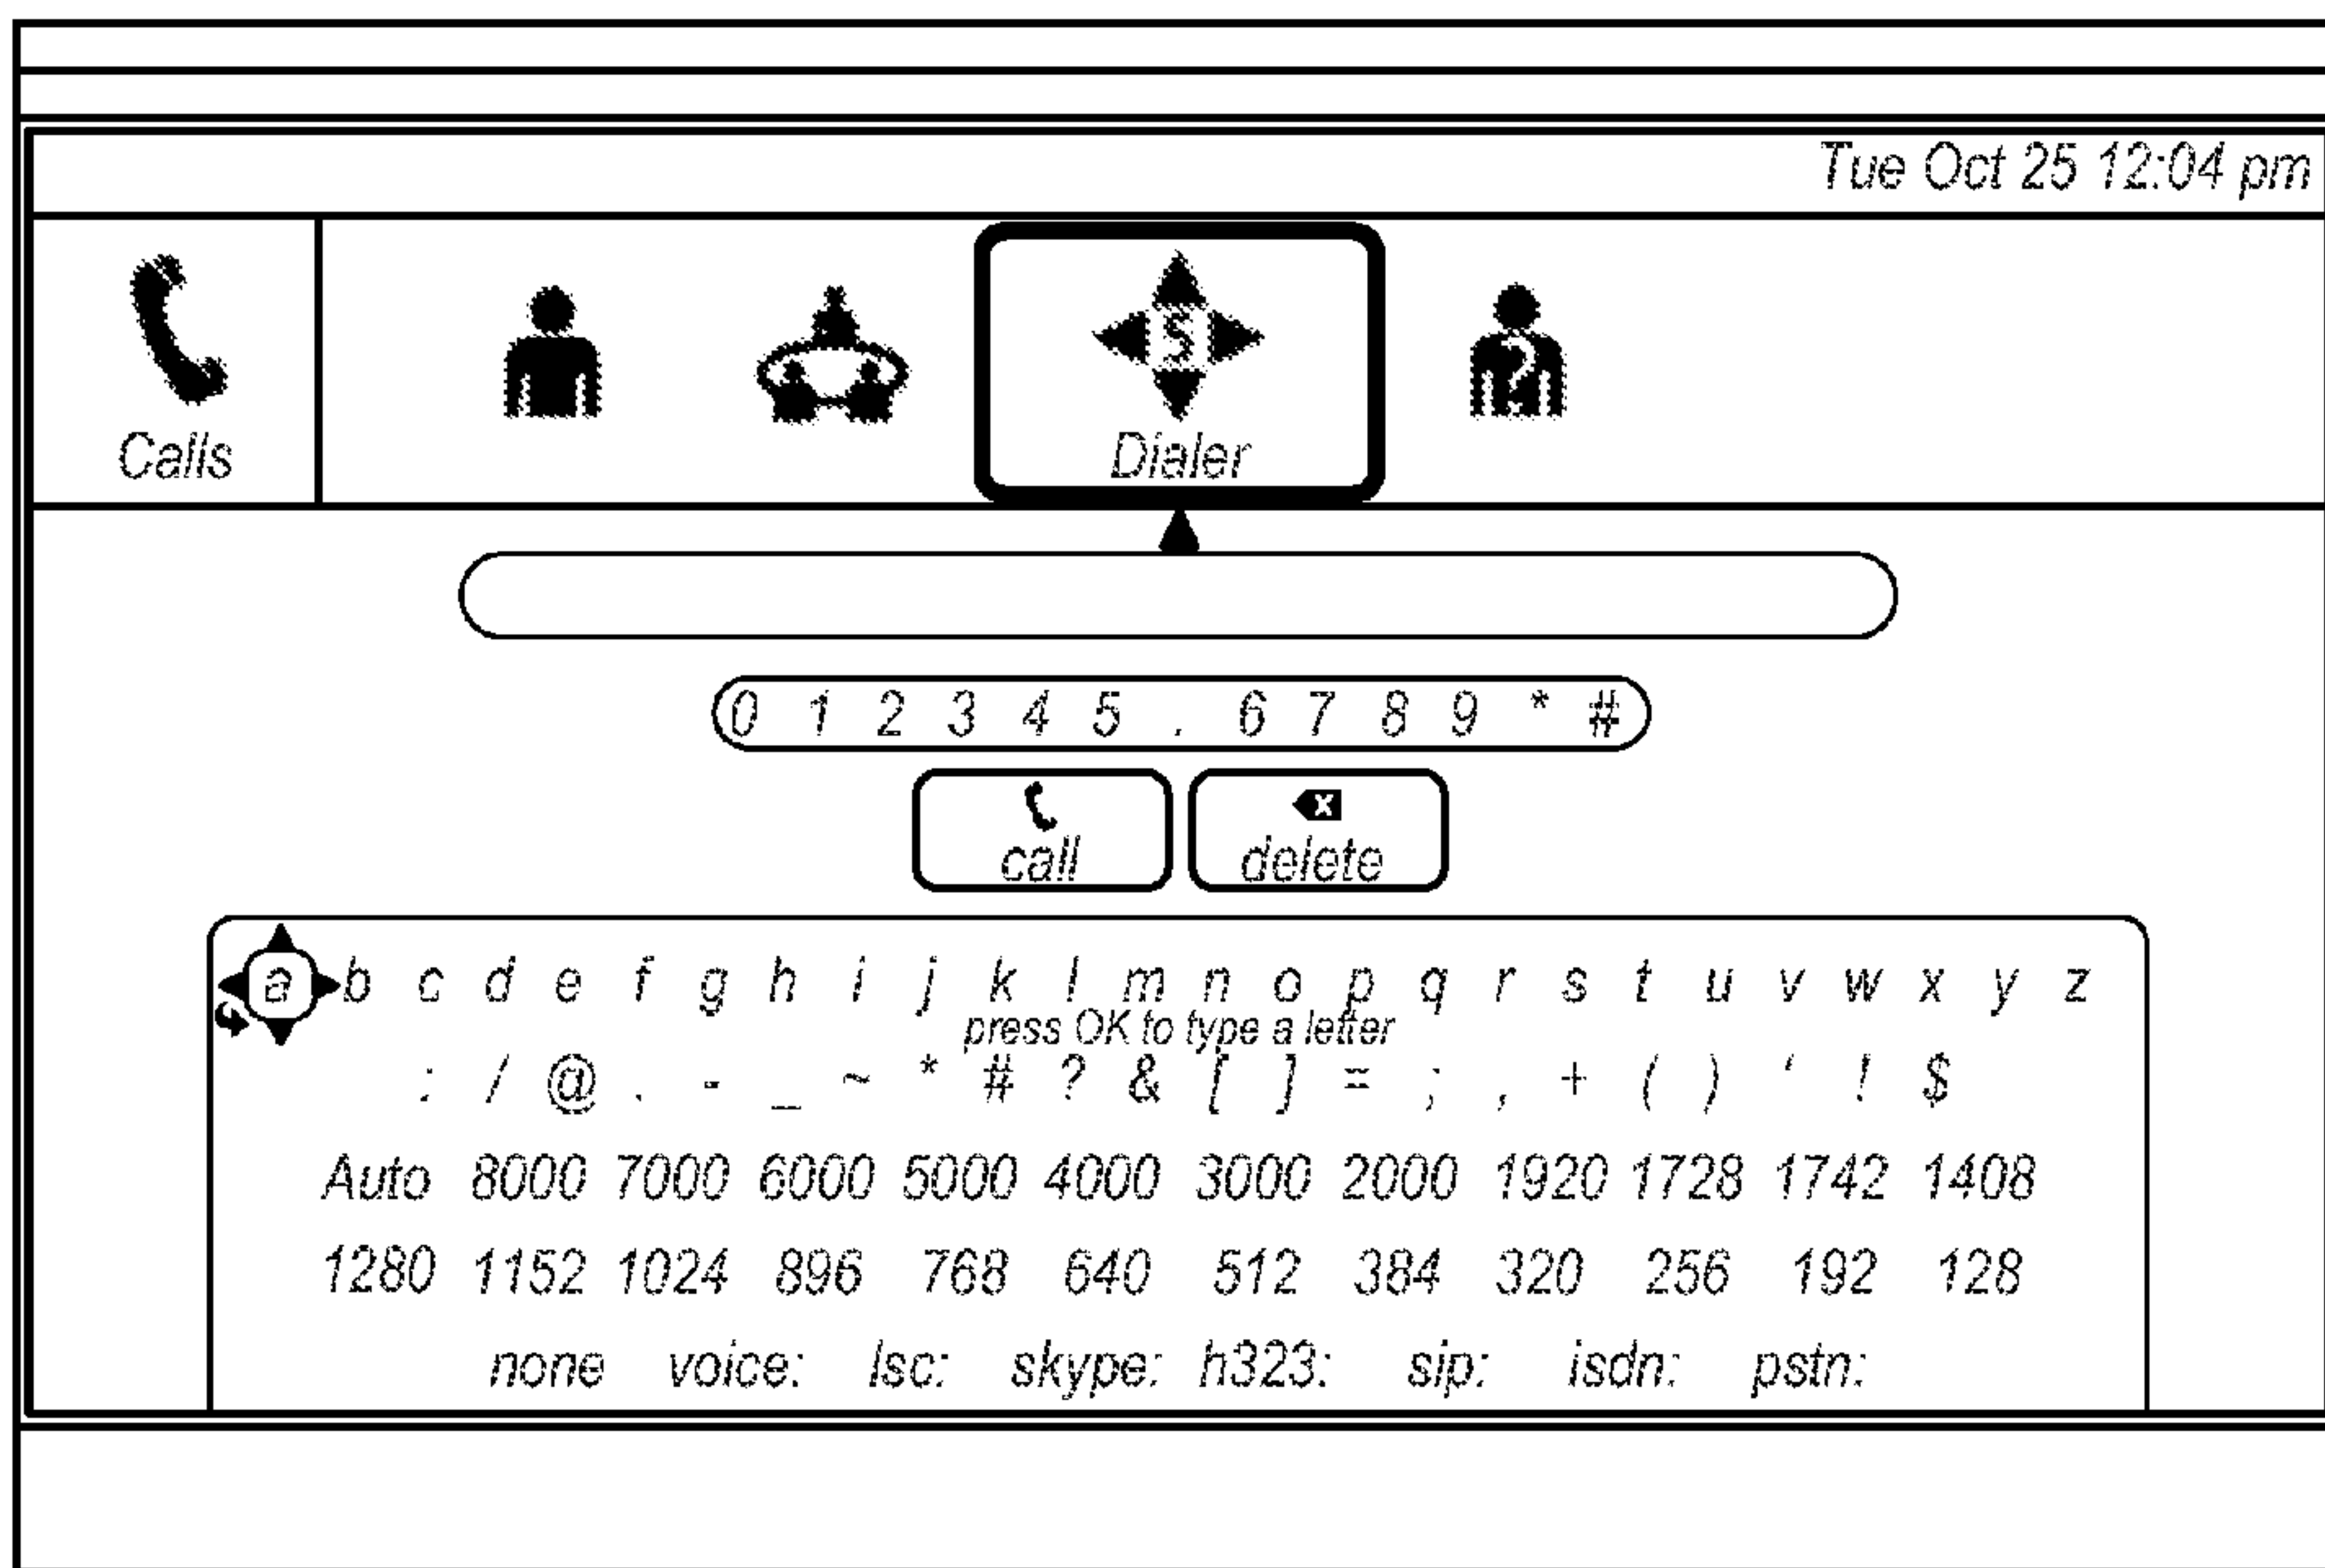 Tue Oct 25 12:04 pm
Calls
Dialer
0 1 2 3 4 5 . 6 7 8 9 * #
call delete
a b c d e f g h i j k l m n o p q r s t u v w x y z
press OK to type a letter
: / @ . - _ ~ * # ? & [ ] = ; , + ( ) ' ! $
Auto 8000 7000 6000 5000 4000 3000 2000 1920 1728 1742 1408
1280 1152 1024 896 768 640 512 384 320 256 192 128
none voice: lsc: skype: h323: sip: isdn: pstn: